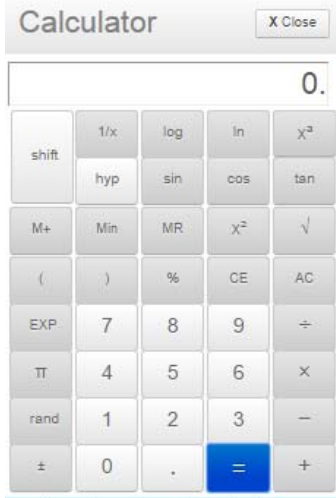 Calculator X Close
0.
shift 1/x log ln xª
hyp sin cos tan
M+ Min MR X² √
( ) % CE AC
EXP 7 8 9 ÷
π 4 5 6 ×
rand 1 2 3 −
± 0 . = +